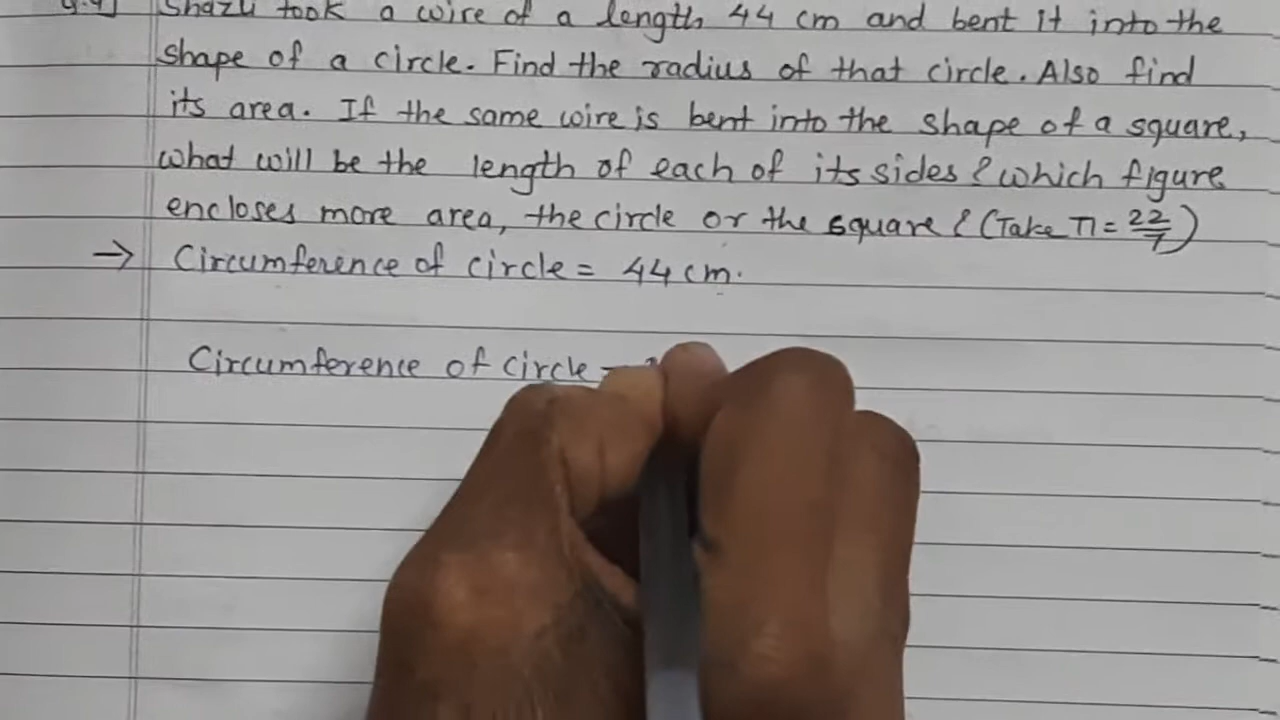 Shazli took a wire of a length 44 cm and bent it into the
shape of a circle. Find the radius of that circle. Also find
its area. If the same wire is bent into the shape of a square,
what will be the length of each of its sides? which figure
encloses more area, the circle or the square? (Take π = 22/7)
→ Circumference of circle = 44 cm.
Circumference of circle =